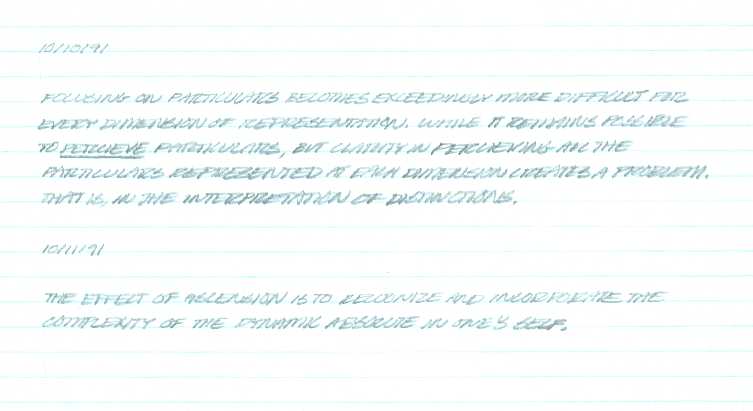 10/10/91
FOCUSING ON PARTICULARS BECOMES EXCEEDINGLY MORE DIFFICULT FOR
EVERY DIMENSION OF REPRESENTATION. WHILE IT REMAINS POSSIBLE
TO PERCIEVE PARTICULARS, BUT CLARITY IN PERCIEVING ALL THE
PARTICULARS REPRESENTED AT EACH DIMENSION CREATES A PROBLEM.
THAT IS, IN THE INTERPRETATION OF DISTINCTIONS.
10/11/91
THE EFFECT OF ASCENSION IS TO RECOGNIZE AND INCORPORATE THE
COMPLEXITY OF THE DYNAMIC ABSOLUTE IN ONE'S SELF.